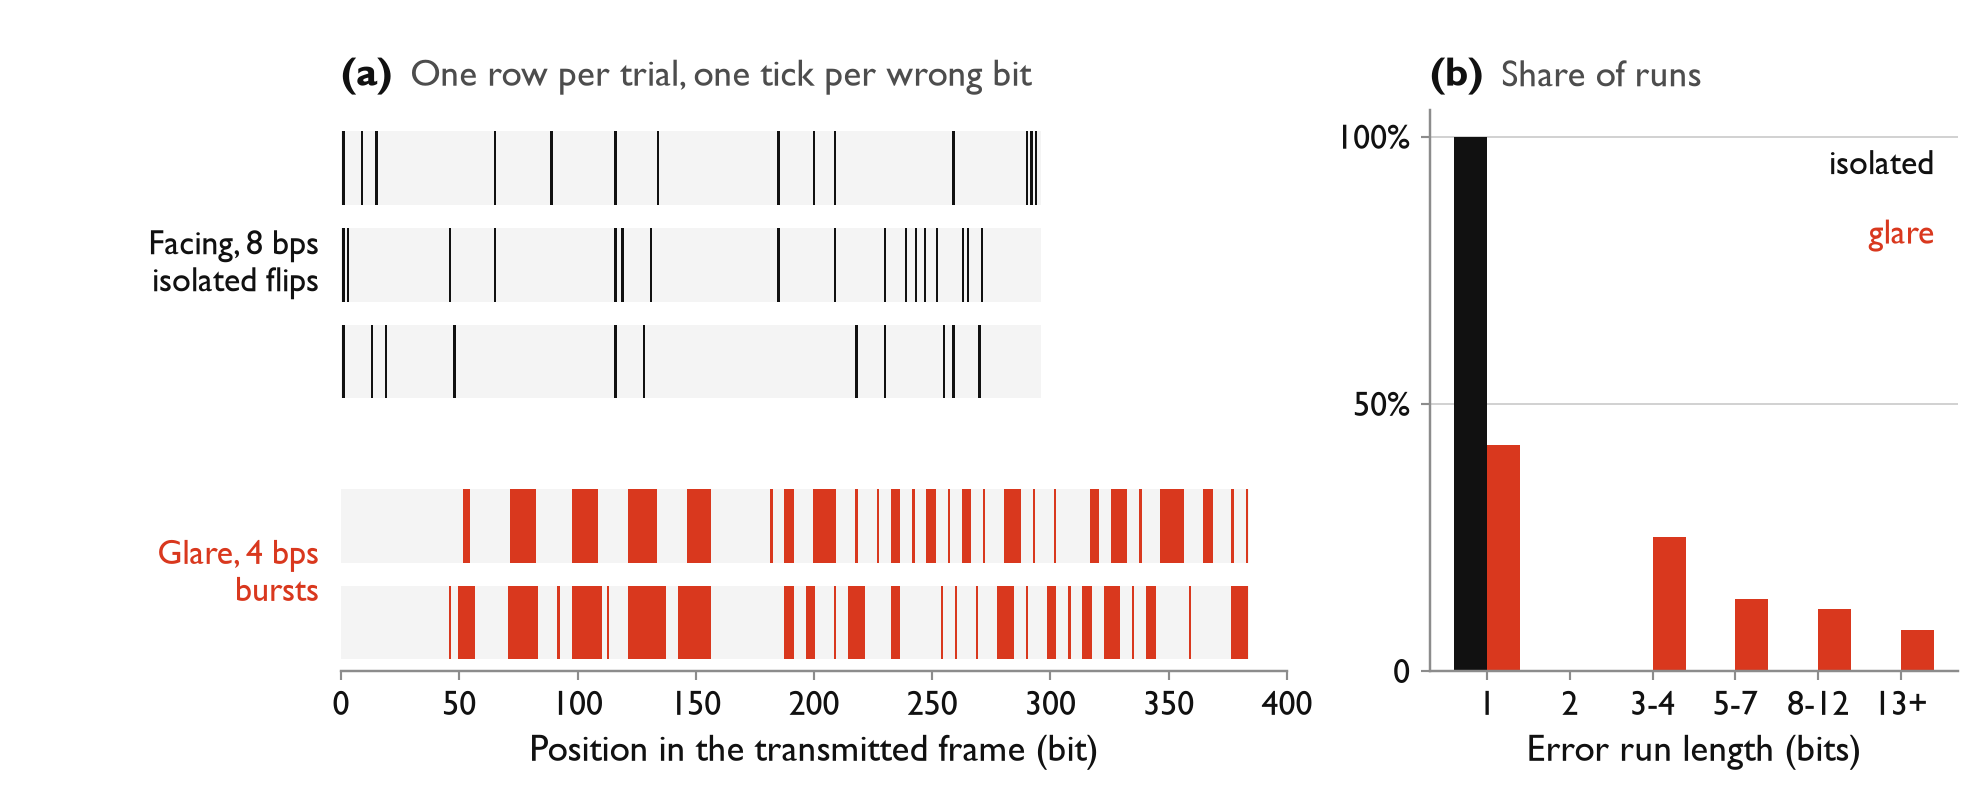 (a) One row per trial, one tick per wrong bit
Facing, 8 bps
isolated flips
Glare, 4 bps
bursts
0 50 100 150 200 250 300 350 400
Position in the transmitted frame (bit)
(b) Share of runs
100%
50%
0
isolated
glare
1 2 3-4 5-7 8-12 13+
Error run length (bits)